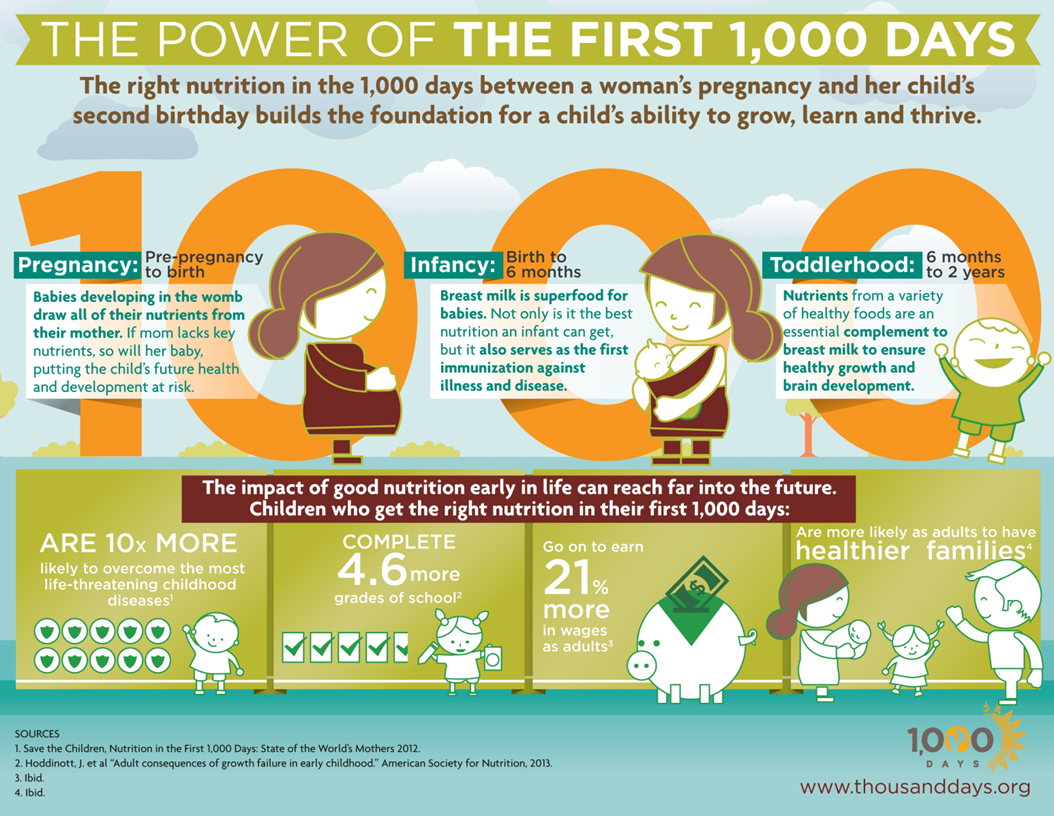 THE POWER OF THE FIRST 1,000 DAYS
The right nutrition in the 1,000 days between a woman's pregnancy and her child's
second birthday builds the foundation for a child's ability to grow, learn and thrive.
1000
Pregnancy: Pre-pregnancy
to birth
Babies developing in the womb
draw all of their nutrients from
their mother. If mom lacks key
nutrients, so will her baby,
putting the child's future health
and development at risk.
Infancy: Birth to
6 months
Breast milk is superfood for
babies. Not only is it the best
nutrition an infant can get,
but it also serves as the first
immunization against
illness and disease.
Toddlerhood: 6 months
to 2 years
Nutrients from a variety
of healthy foods are an
essential complement to
breast milk to ensure
healthy growth and
brain development.
The impact of good nutrition early in life can reach far into the future.
Children who get the right nutrition in their first 1,000 days:
ARE 10x MORE
likely to overcome the most
life-threatening childhood
diseases¹
COMPLETE
4.6 more
grades of school²
Go on to earn
21%
more
in wages
as adults³
$
Are more likely as adults to have
healthier families⁴
SOURCES
1. Save the Children, Nutrition in the First 1,000 Days: State of the World's Mothers 2012.
2. Hoddinott, J. et al "Adult consequences of growth failure in early childhood." American Society for Nutrition, 2013.
3. Ibid.
4. Ibid.
1,000
DAYS
www.thousanddays.org